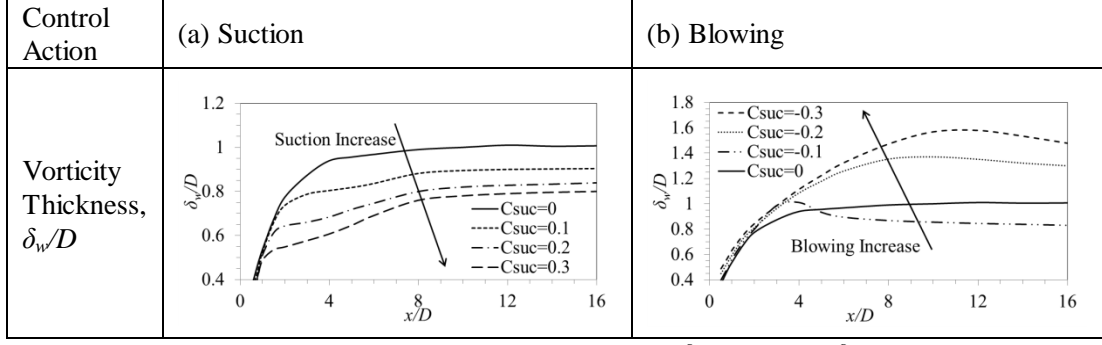 Control
Action
(a) Suction
(b) Blowing
Vorticity
Thickness,
δw/D
1.2
1
0.8
0.6
0.4
δw/D
Suction Increase
Csuc=0
Csuc=0.1
Csuc=0.2
Csuc=0.3
0 4 8 12 16
x/D
1.8
1.6
1.4
1.2
1
0.8
0.6
0.4
δw/D
Csuc=-0.3
Csuc=-0.2
Csuc=-0.1
Csuc=0
Blowing Increase
0 4 8 12 16
x/D